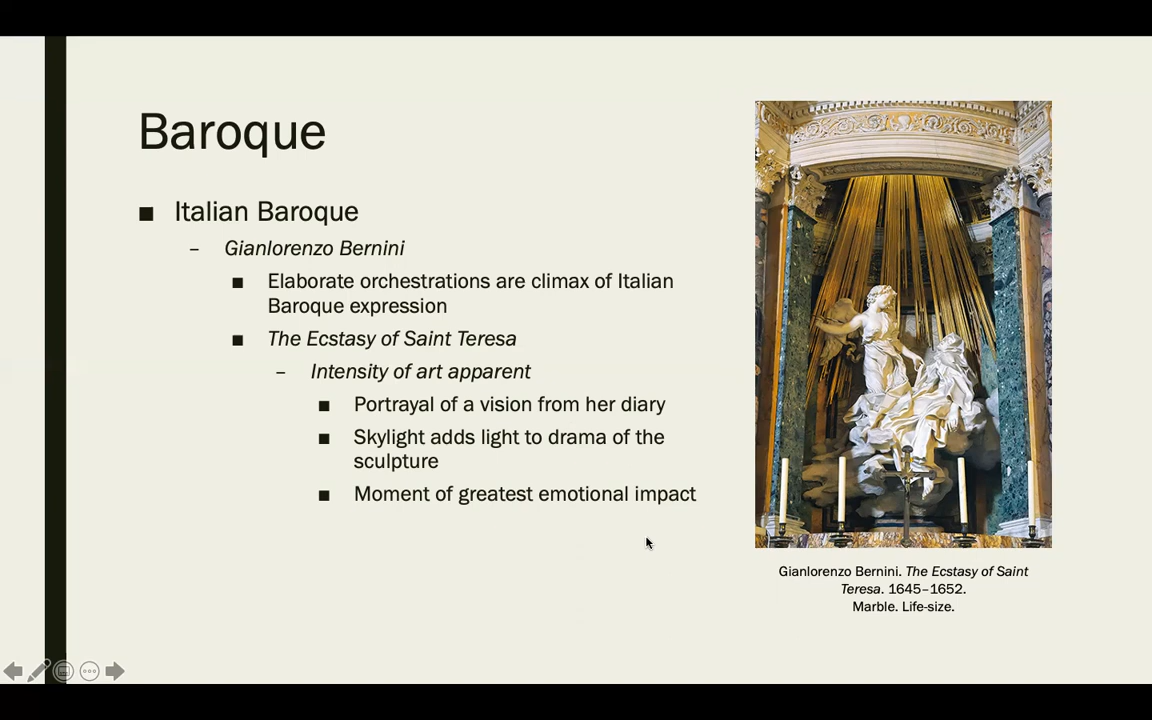 Baroque
■ Italian Baroque
– Gianlorenzo Bernini
■ Elaborate orchestrations are climax of Italian
Baroque expression
■ The Ecstasy of Saint Teresa
– Intensity of art apparent
■ Portrayal of a vision from her diary
■ Skylight adds light to drama of the
sculpture
■ Moment of greatest emotional impact
Gianlorenzo Bernini. The Ecstasy of Saint
Teresa. 1645–1652.
Marble. Life-size.